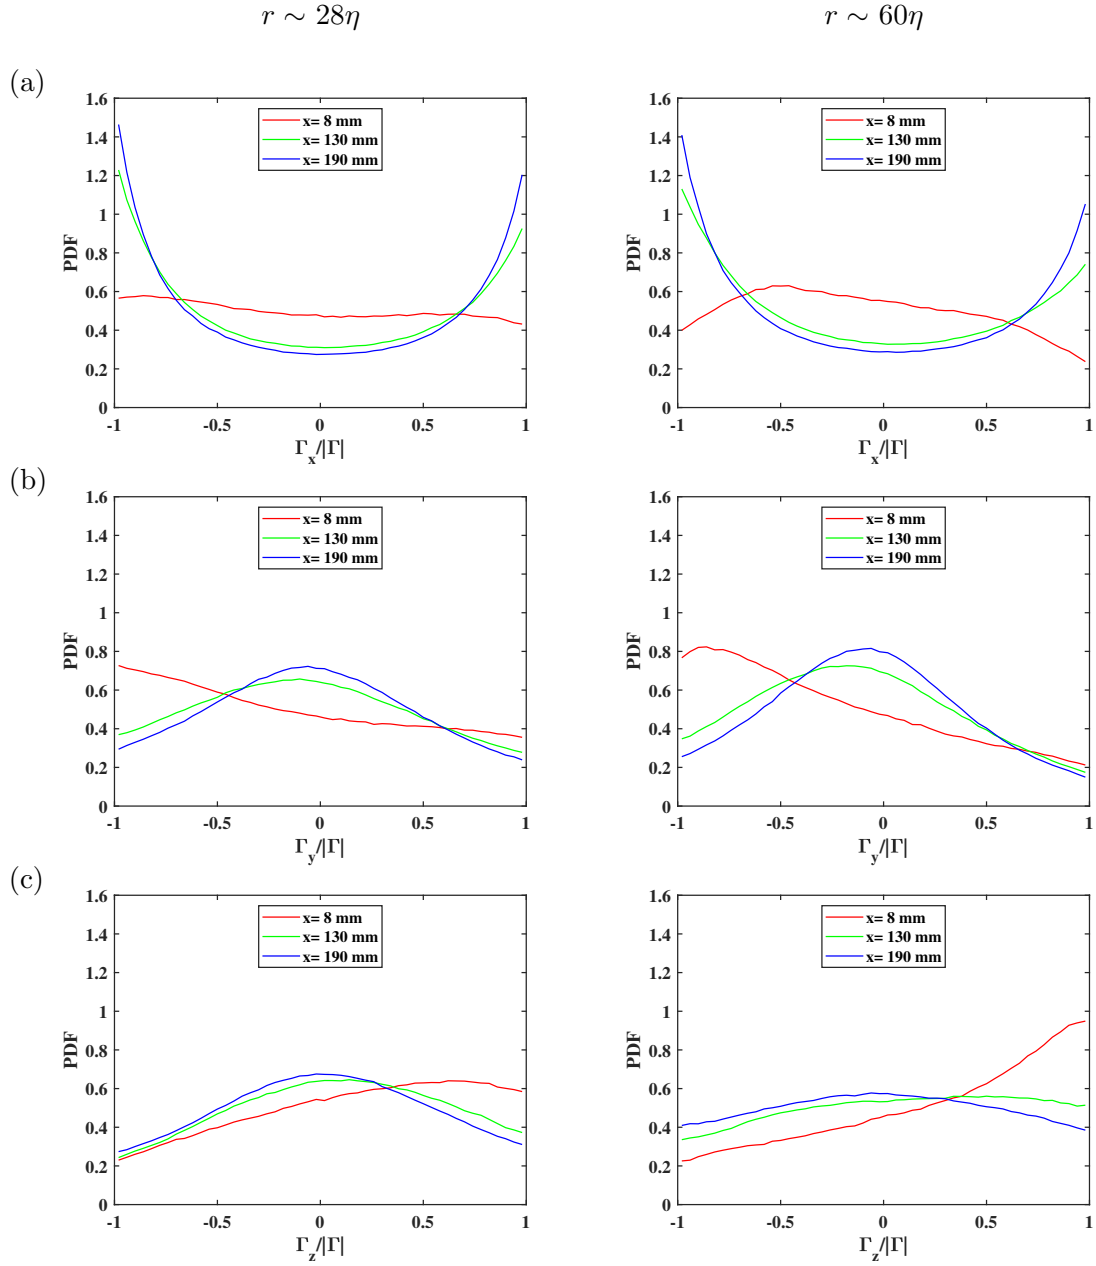 r ∼ 28η r ∼ 60η
(a)
1.6
1.4
1.2
1
0.8
0.6
0.4
0.2
0
PDF
x= 8 mm
x= 130 mm
x= 190 mm
-1 -0.5 0 0.5 1
Γx/|Γ|
1.6
1.4
1.2
1
0.8
0.6
0.4
0.2
0
PDF
x= 8 mm
x= 130 mm
x= 190 mm
-1 -0.5 0 0.5 1
Γx/|Γ|
(b)
1.6
1.4
1.2
1
0.8
0.6
0.4
0.2
0
PDF
x= 8 mm
x= 130 mm
x= 190 mm
-1 -0.5 0 0.5 1
Γy/|Γ|
1.6
1.4
1.2
1
0.8
0.6
0.4
0.2
0
PDF
x= 8 mm
x= 130 mm
x= 190 mm
-1 -0.5 0 0.5 1
Γy/|Γ|
(c)
1.6
1.4
1.2
1
0.8
0.6
0.4
0.2
0
PDF
x= 8 mm
x= 130 mm
x= 190 mm
-1 -0.5 0 0.5 1
Γz/|Γ|
1.6
1.4
1.2
1
0.8
0.6
0.4
0.2
0
PDF
x= 8 mm
x= 130 mm
x= 190 mm
-1 -0.5 0 0.5 1
Γz/|Γ|